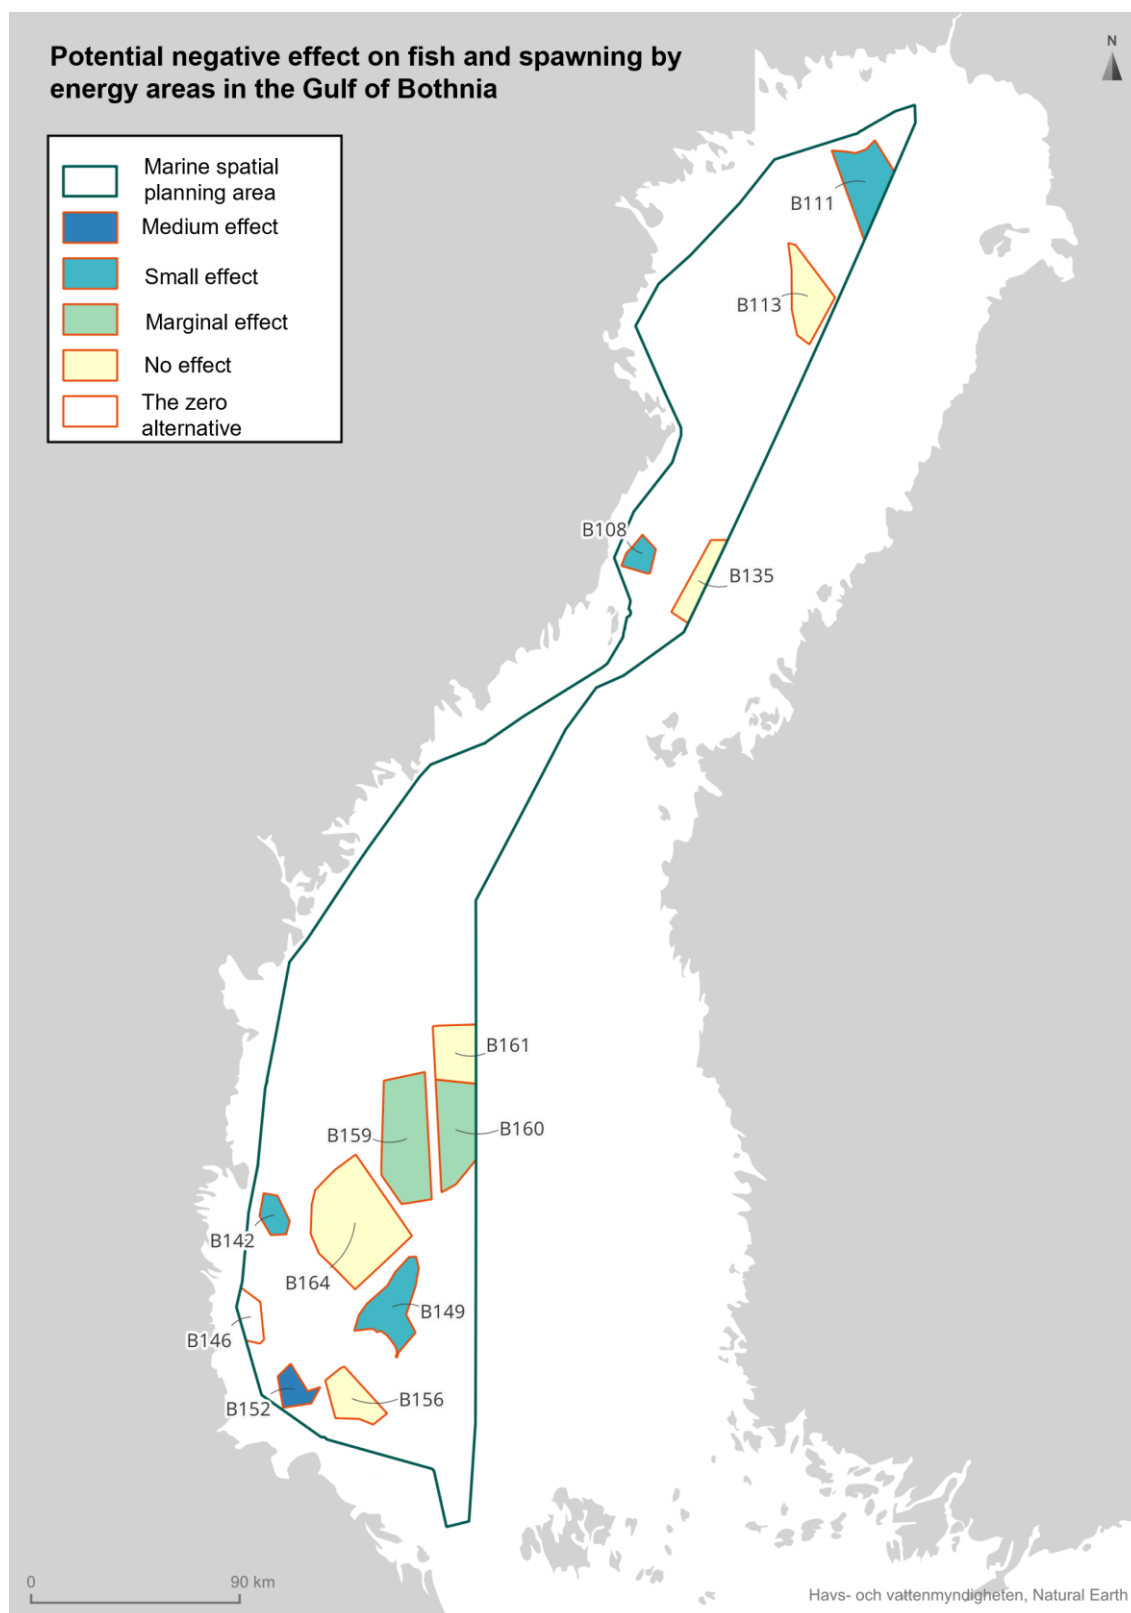 Potential negative effect on fish and spawning by
energy areas in the Gulf of Bothnia
N
Marine spatial
planning area
Medium effect
Small effect
Marginal effect
No effect
The zero
alternative
B111
B113
B108
B135
B161
B159
B160
B142
B164
B149
B146
B152
B156
0 90 km
Havs- och vattenmyndigheten, Natural Earth